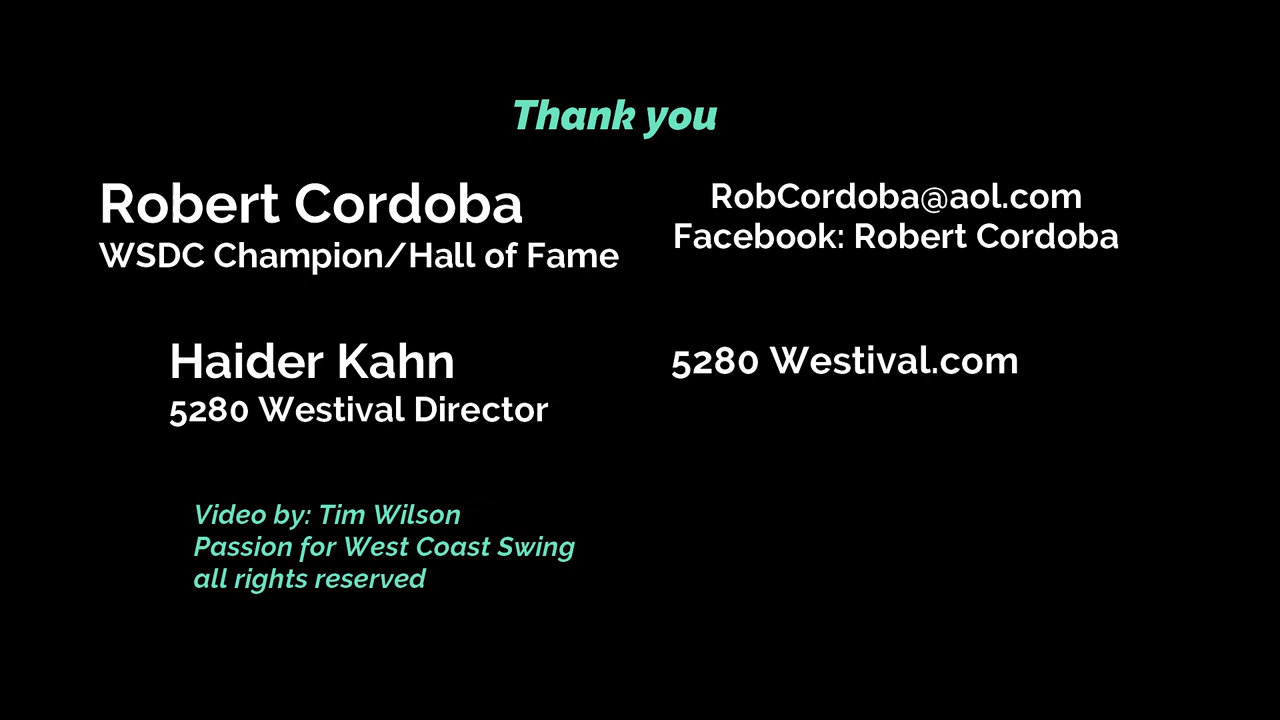 Thank you
Robert Cordoba
WSDC Champion/Hall of Fame
RobCordoba@aol.com
Facebook: Robert Cordoba
Haider Kahn
5280 Westival Director
5280 Westival.com
Video by: Tim Wilson
Passion for West Coast Swing
all rights reserved